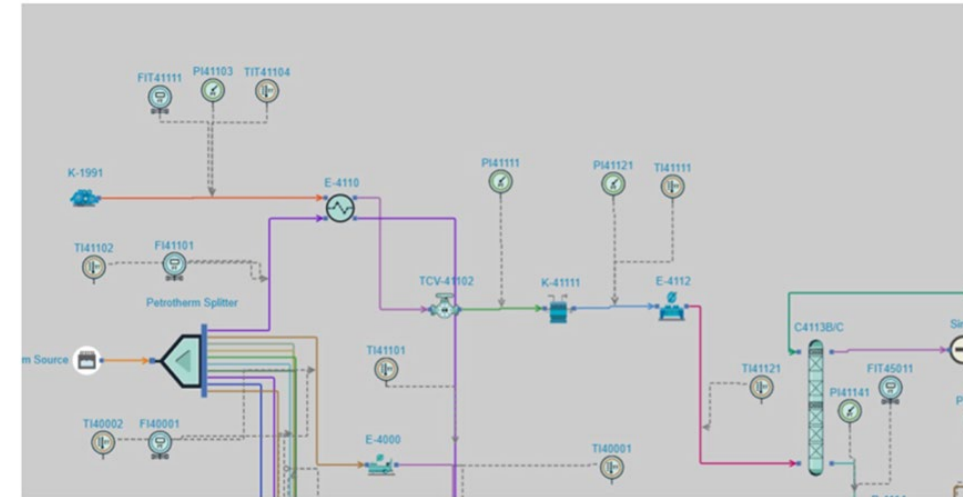 FIT41111 PI41103 TIT41104
K-1991
E-4110
PI41111
PI41121
TI41111
TI41102
FI41101
TCV-41102
K-41111
E-4112
Petrotherm Splitter
C4113B/C
m Source
TI41101
TI41121
FIT45011
PI41141
TI40002
FI40001
E-4000
TI40001